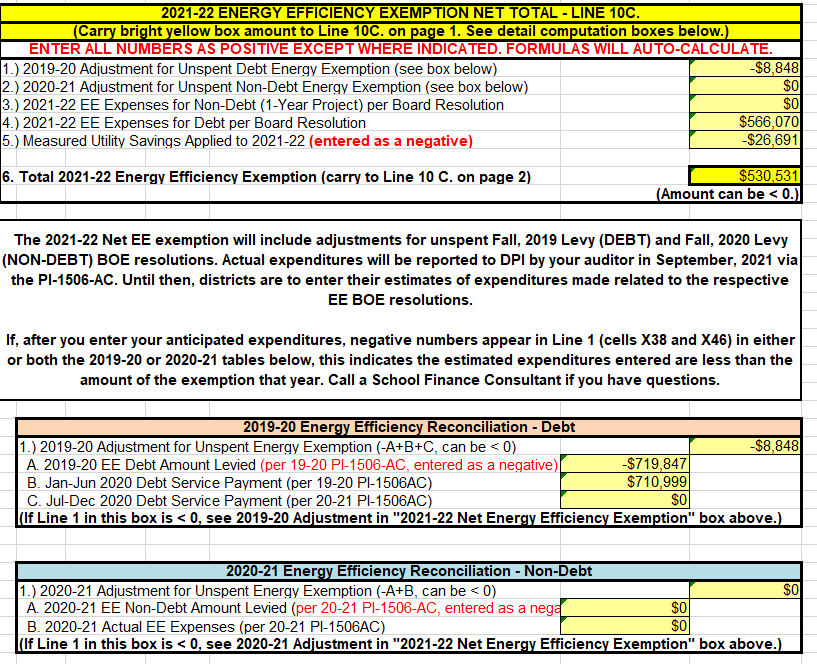 2021-22 ENERGY EFFICIENCY EXEMPTION NET TOTAL - LINE 10C.
(Carry bright yellow box amount to Line 10C. on page 1. See detail computation boxes below.)
ENTER ALL NUMBERS AS POSITIVE EXCEPT WHERE INDICATED. FORMULAS WILL AUTO-CALCULATE.
1.) 2019-20 Adjustment for Unspent Debt Energy Exemption (see box below) -$8,848
2.) 2020-21 Adjustment for Unspent Non-Debt Energy Exemption (see box below) $0
3.) 2021-22 EE Expenses for Non-Debt (1-Year Project) per Board Resolution $0
4.) 2021-22 EE Expenses for Debt per Board Resolution $566,070
5.) Measured Utility Savings Applied to 2021-22 (entered as a negative) -$26,691
6. Total 2021-22 Energy Efficiency Exemption (carry to Line 10 C. on page 2) $530,531
(Amount can be < 0.)
The 2021-22 Net EE exemption will include adjustments for unspent Fall, 2019 Levy (DEBT) and Fall, 2020 Levy
(NON-DEBT) BOE resolutions. Actual expenditures will be reported to DPI by your auditor in September, 2021 via
the PI-1506-AC. Until then, districts are to enter their estimates of expenditures made related to the respective
EE BOE resolutions.
If, after you enter your anticipated expenditures, negative numbers appear in Line 1 (cells X38 and X46) in either
or both the 2019-20 or 2020-21 tables below, this indicates the estimated expenditures entered are less than the
amount of the exemption that year. Call a School Finance Consultant if you have questions.
2019-20 Energy Efficiency Reconciliation - Debt
1.) 2019-20 Adjustment for Unspent Energy Exemption (-A+B+C, can be < 0) -$8,848
A. 2019-20 EE Debt Amount Levied (per 19-20 PI-1506-AC, entered as a negative) -$719,847
B. Jan-Jun 2020 Debt Service Payment (per 19-20 PI-1506AC) $710,999
C. Jul-Dec 2020 Debt Service Payment (per 20-21 PI-1506AC) $0
(If Line 1 in this box is < 0, see 2019-20 Adjustment in "2021-22 Net Energy Efficiency Exemption" box above.)
2020-21 Energy Efficiency Reconciliation - Non-Debt
1.) 2020-21 Adjustment for Unspent Energy Exemption (-A+B, can be < 0) $0
A. 2020-21 EE Non-Debt Amount Levied (per 20-21 PI-1506-AC, entered as a nega $0
B. 2020-21 Actual EE Expenses (per 20-21 PI-1506AC) $0
(If Line 1 in this box is < 0, see 2020-21 Adjustment in "2021-22 Net Energy Efficiency Exemption" box above.)